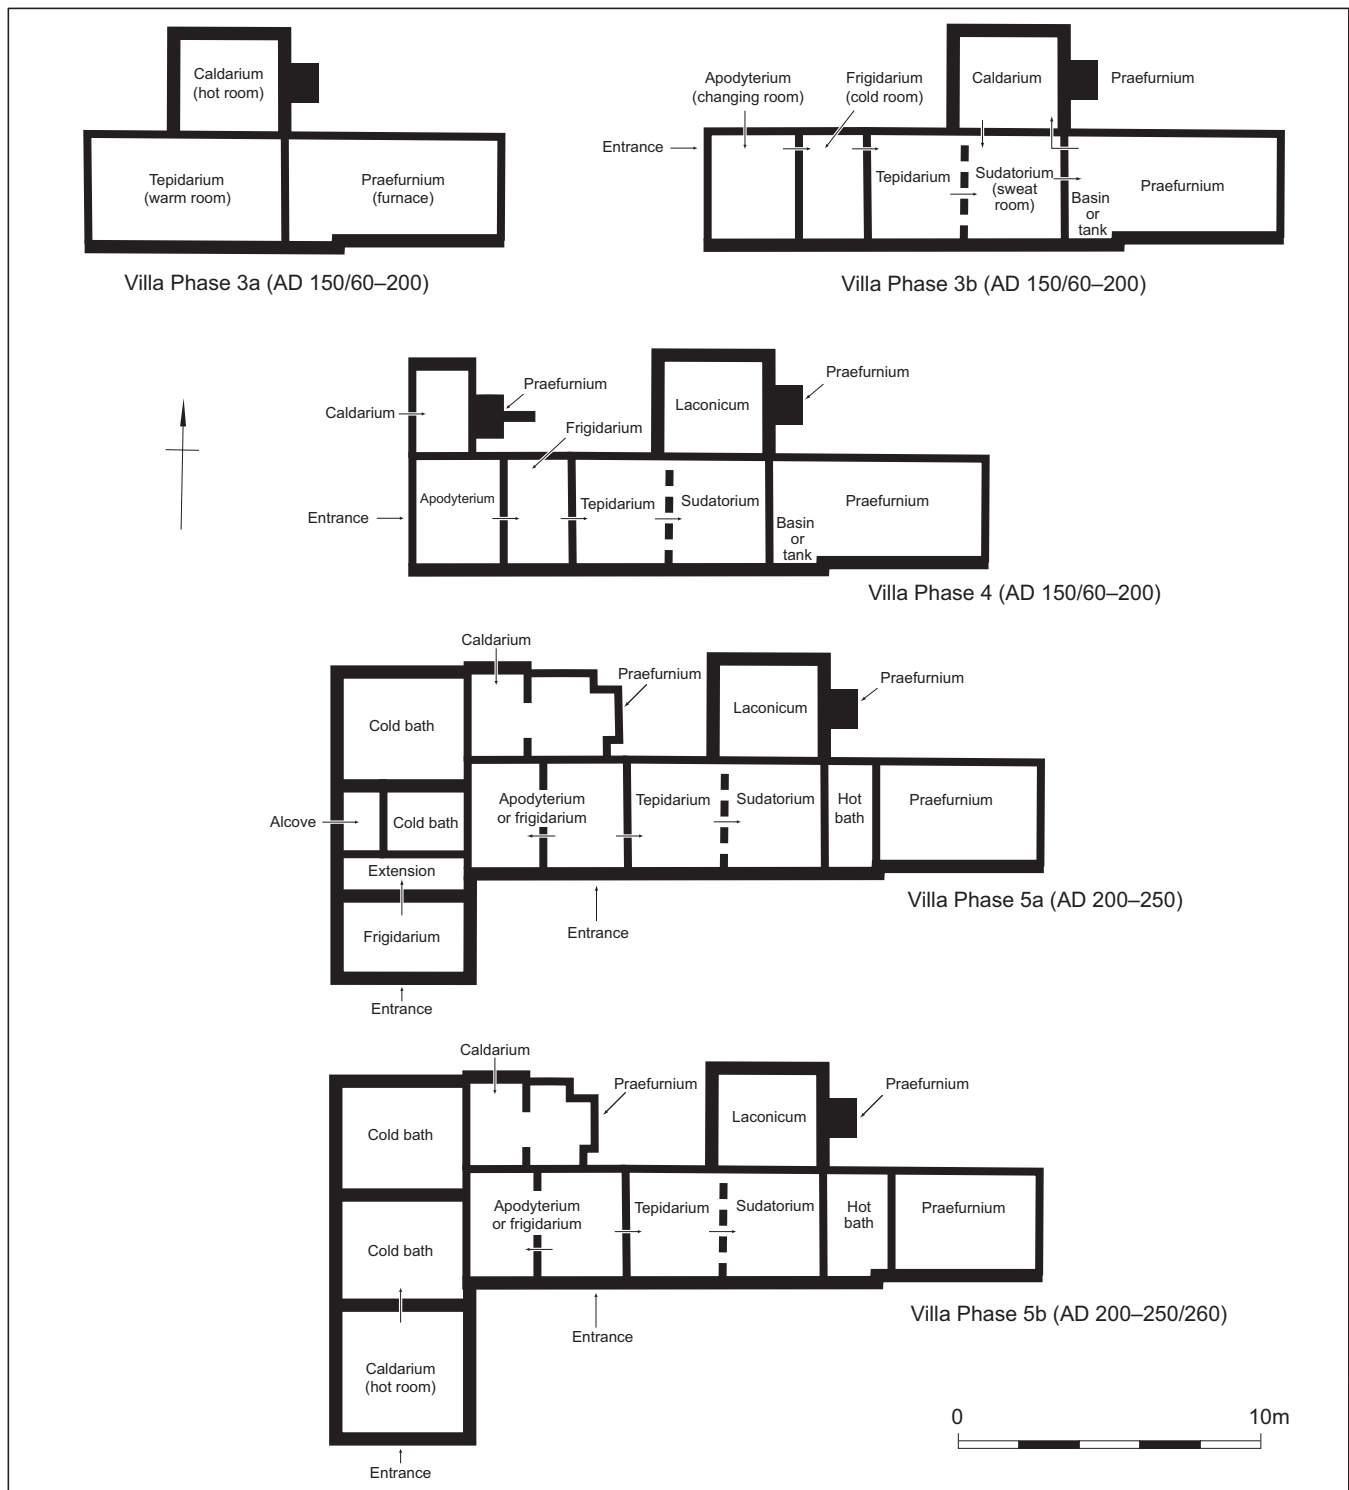 Caldarium
(hot room)
Tepidarium
(warm room)
Praefurnium
(furnace)
Villa Phase 3a (AD 150/60–200)
Apodyterium
(changing room)
Frigidarium
(cold room)
Caldarium
Praefurnium
Entrance
Tepidarium
Sudatorium
(sweat
room)
Basin
or
tank
Praefurnium
Villa Phase 3b (AD 150/60–200)
Caldarium
Praefurnium
Frigidarium
Laconicum
Praefurnium
Entrance
Apodyterium
Tepidarium
Sudatorium
Basin
or
tank
Praefurnium
Villa Phase 4 (AD 150/60–200)
Caldarium
Praefurnium
Cold bath
Laconicum
Praefurnium
Alcove
Cold bath
Apodyterium
or frigidarium
Tepidarium
Sudatorium
Hot
bath
Praefurnium
Extension
Frigidarium
Entrance
Entrance
Villa Phase 5a (AD 200–250)
Caldarium
Praefurnium
Cold bath
Laconicum
Praefurnium
Cold bath
Apodyterium
or frigidarium
Tepidarium
Sudatorium
Hot
bath
Praefurnium
Entrance
Villa Phase 5b (AD 200–250/260)
Caldarium
(hot room)
Entrance
0 10m